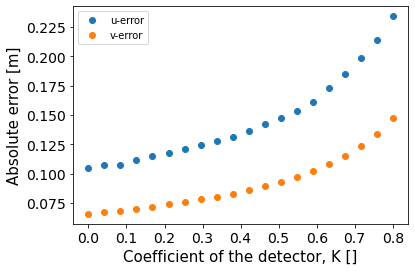 u-error
v-error
0.225
0.200
0.175
0.150
0.125
0.100
0.075
Absolute error [m]
0.0 0.1 0.2 0.3 0.4 0.5 0.6 0.7 0.8
Coefficient of the detector, K []